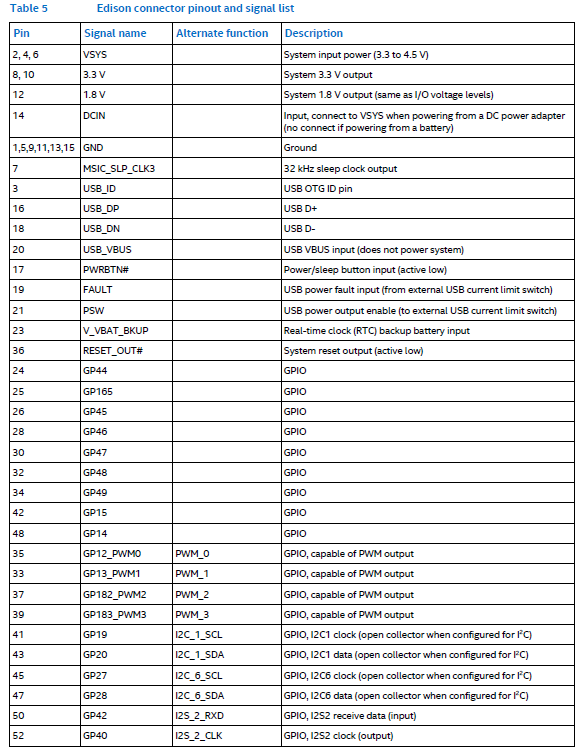 Table 5 Edison connector pinout and signal list
Pin Signal name Alternate function Description
2, 4, 6 VSYS System input power (3.3 to 4.5 V)
8, 10 3.3 V System 3.3 V output
12 1.8 V System 1.8 V output (same as I/O voltage levels)
14 DCIN Input, connect to VSYS when powering from a DC power adapter
(no connect if powering from a battery)
1,5,9,11,13,15 GND Ground
7 MSIC_SLP_CLK3 32 kHz sleep clock output
3 USB_ID USB OTG ID pin
16 USB_DP USB D+
18 USB_DN USB D-
20 USB_VBUS USB VBUS input (does not power system)
17 PWRBTN# Power/sleep button input (active low)
19 FAULT USB power fault input (from external USB current limit switch)
21 PSW USB power output enable (to external USB current limit switch)
23 V_VBAT_BKUP Real-time clock (RTC) backup battery input
36 RESET_OUT# System reset output (active low)
24 GP44 GPIO
25 GP165 GPIO
26 GP45 GPIO
28 GP46 GPIO
30 GP47 GPIO
32 GP48 GPIO
34 GP49 GPIO
42 GP15 GPIO
48 GP14 GPIO
35 GP12_PWM0 PWM_0 GPIO, capable of PWM output
33 GP13_PWM1 PWM_1 GPIO, capable of PWM output
37 GP182_PWM2 PWM_2 GPIO, capable of PWM output
39 GP183_PWM3 PWM_3 GPIO, capable of PWM output
41 GP19 I2C_1_SCL GPIO, I2C1 clock (open collector when configured for I²C)
43 GP20 I2C_1_SDA GPIO, I2C1 data (open collector when configured for I²C)
45 GP27 I2C_6_SCL GPIO, I2C6 clock (open collector when configured for I²C)
47 GP28 I2C_6_SDA GPIO, I2C6 data (open collector when configured for I²C)
50 GP42 I2S_2_RXD GPIO, I2S2 receive data (input)
52 GP40 I2S_2_CLK GPIO, I2S2 clock (output)